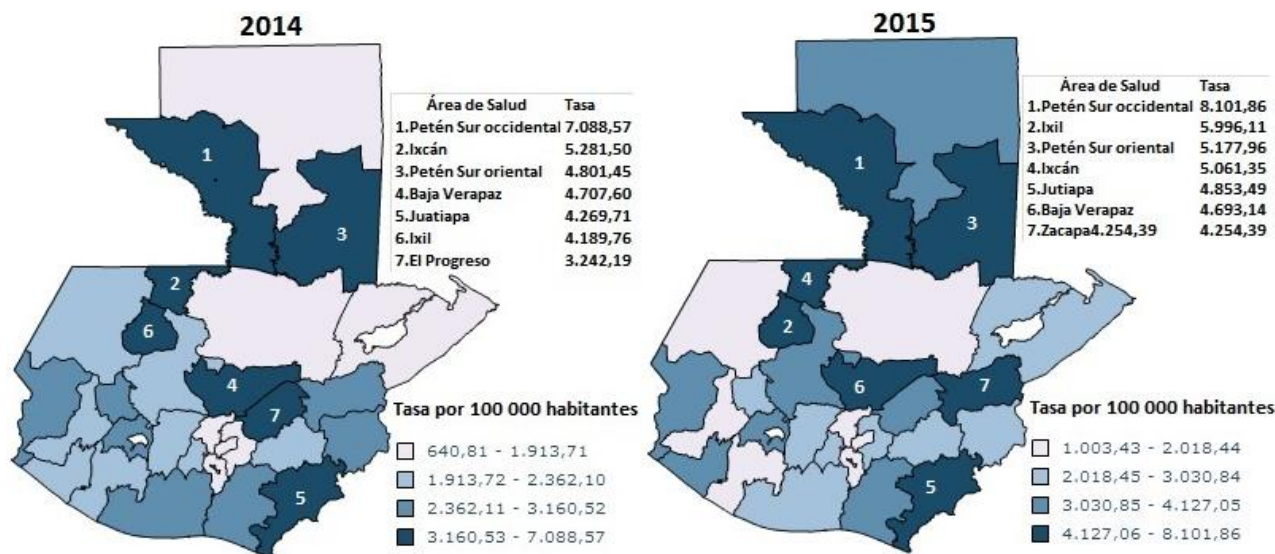 2014
Área de Salud Tasa
1.Petén Sur occidental 7.088,57
2.Ixcán 5.281,50
3.Petén Sur oriental 4.801,45
4.Baja Verapaz 4.707,60
5.Juatiapa 4.269,71
6.Ixil 4.189,76
7.El Progreso 3.242,19
1
3
2
6
4
7
5
Tasa por 100 000 habitantes
640,81 - 1.913,71
1.913,72 - 2.362,10
2.362,11 - 3.160,52
3.160,53 - 7.088,57
2015
Área de Salud Tasa
1.Petén Sur occidental 8.101,86
2.Ixil 5.996,11
3.Petén Sur oriental 5.177,96
4.Ixcán 5.061,35
5.Jutiapa 4.853,49
6.Baja Verapaz 4.693,14
7.Zacapa4.254,39 4.254,39
1
3
4
2
6
7
5
Tasa por 100 000 habitantes
1.003,43 - 2.018,44
2.018,45 - 3.030,84
3.030,85 - 4.127,05
4.127,06 - 8.101,86